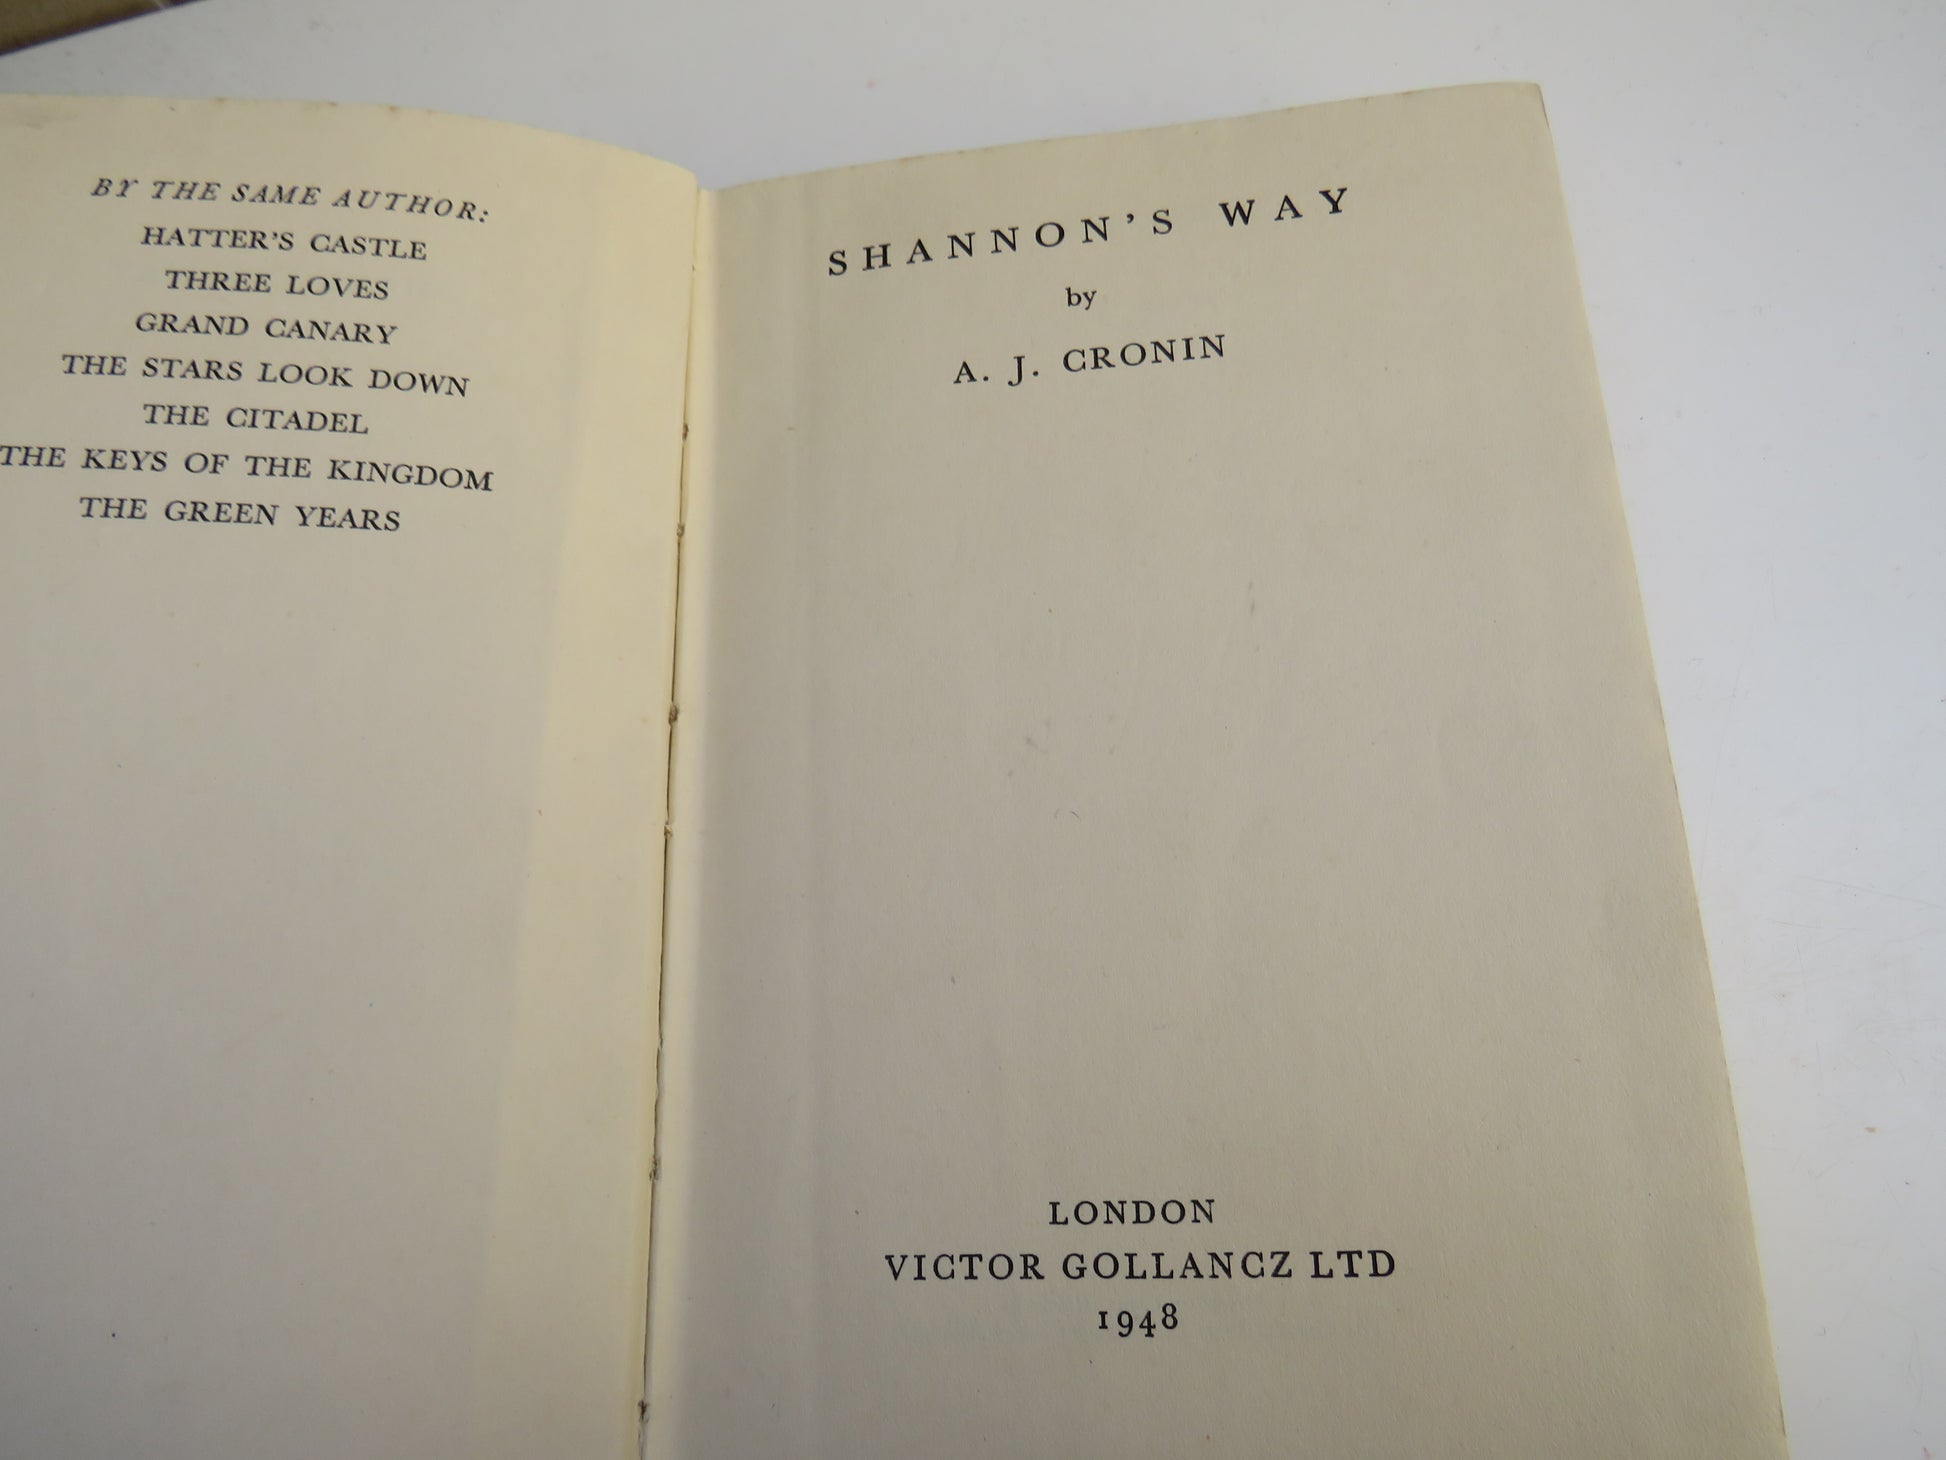 BY THE SAME AUTHOR:
HATTER'S CASTLE
THREE LOVES
GRAND CANARY
THE STARS LOOK DOWN
THE CITADEL
THE KEYS OF THE KINGDOM
THE GREEN YEARS
SHANNON'S WAY
by
A. J. CRONIN
LONDON
VICTOR GOLLANCZ LTD
1948